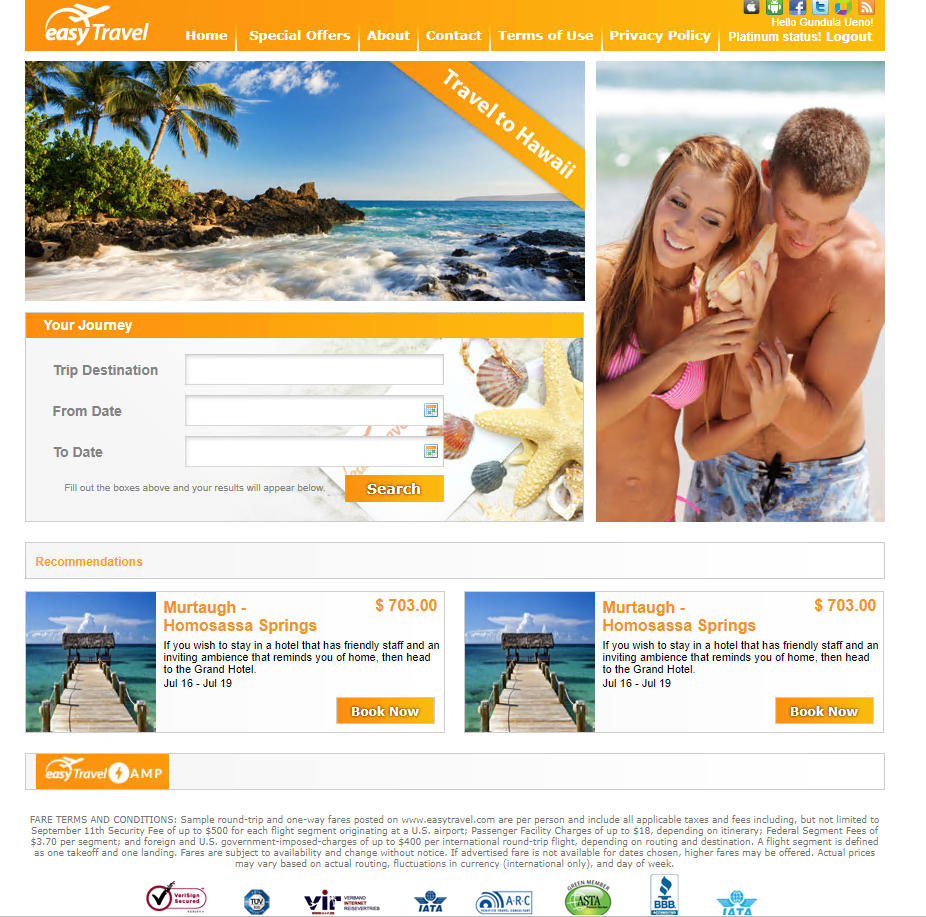 easyTravel
Hello Gundula Ueno!
Home
Special Offers
About
Contact
Terms of Use
Privacy Policy
Platinum status! Logout
Travel to Hawaii
Your Journey
Trip Destination
From Date
To Date
Fill out the boxes above and your results will appear below.
Search
Recommendations
Murtaugh -
Homosassa Springs
$ 703.00
If you wish to stay in a hotel that has friendly staff and an
inviting ambience that reminds you of home, then head
to the Grand Hotel.
Jul 16 - Jul 19
Book Now
Murtaugh -
Homosassa Springs
$ 703.00
If you wish to stay in a hotel that has friendly staff and an
inviting ambience that reminds you of home, then head
to the Grand Hotel.
Jul 16 - Jul 19
Book Now
easyTravel AMP
FARE TERMS AND CONDITIONS: Sample round-trip and one-way fares posted on www.easytravel.com are per person and include all applicable taxes and fees including, but not limited to
September 11th Security Fee of up to $500 for each flight segment originating at a U.S. airport; Passenger Facility Charges of up to $18, depending on itinerary; Federal Segment Fees of
$3.70 per segment; and foreign and U.S. government-imposed-charges of up to $400 per international round-trip flight, depending on routing and destination. A flight segment is defined
as one takeoff and one landing. Fares are subject to availability and change without notice. If advertised fare is not available for dates chosen, higher fares may be offered. Actual prices
may vary based on actual routing, fluctuations in currency (international only), and day of week.
VeriSign
Secured
VERIFY
TÜV
vir
VERBAND
INTERNET
REISEVERTRIEB
IATA
A·R·C
GREEN MEMBER
ASTA
BBB
IATA